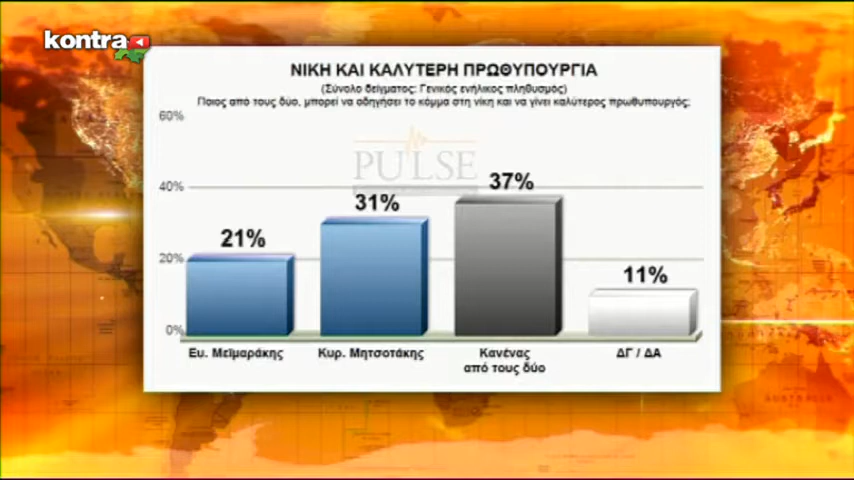 kontra
ΝΙΚΗ ΚΑΙ ΚΑΛΥΤΕΡΗ ΠΡΩΘΥΠΟΥΡΓΙΑ
(Σύνολο δείγματος: Γενικός ενήλικος πληθυσμος)
Ποιος από τους δύο, μπορεί να οδηγήσει το κόμμα στη νίκη και να γίνει καλύτερος πρωθυπουργός;
60%
PULSE
40%
20%
0%
21%
31%
37%
11%
Ευ. Μεϊμαράκης
Κυρ. Μητσοτάκης
Κανένας
από τους δύο
ΔΓ / ΔΑ